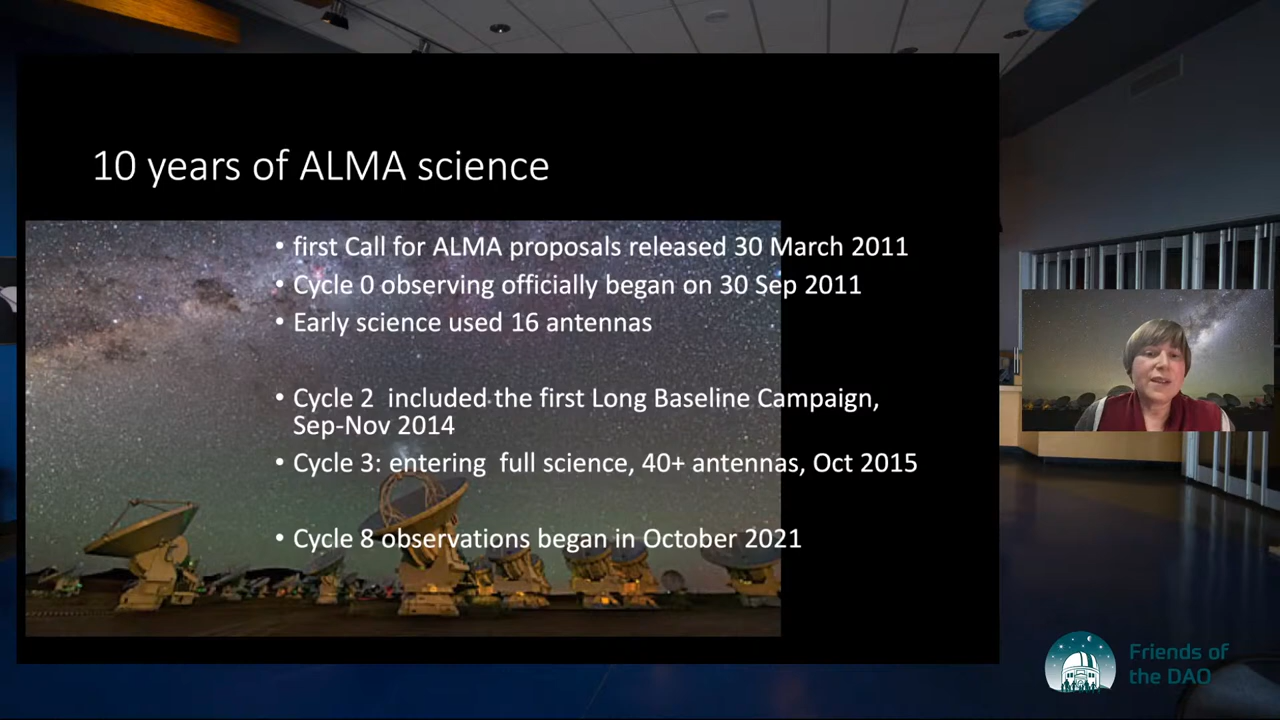 10 years of ALMA science
• first Call for ALMA proposals released 30 March 2011
• Cycle 0 observing officially began on 30 Sep 2011
• Early science used 16 antennas
• Cycle 2  included the first Long Baseline Campaign,
Sep-Nov 2014
• Cycle 3: entering  full science, 40+ antennas, Oct 2015
• Cycle 8 observations began in October 2021
Friends of
the DAO